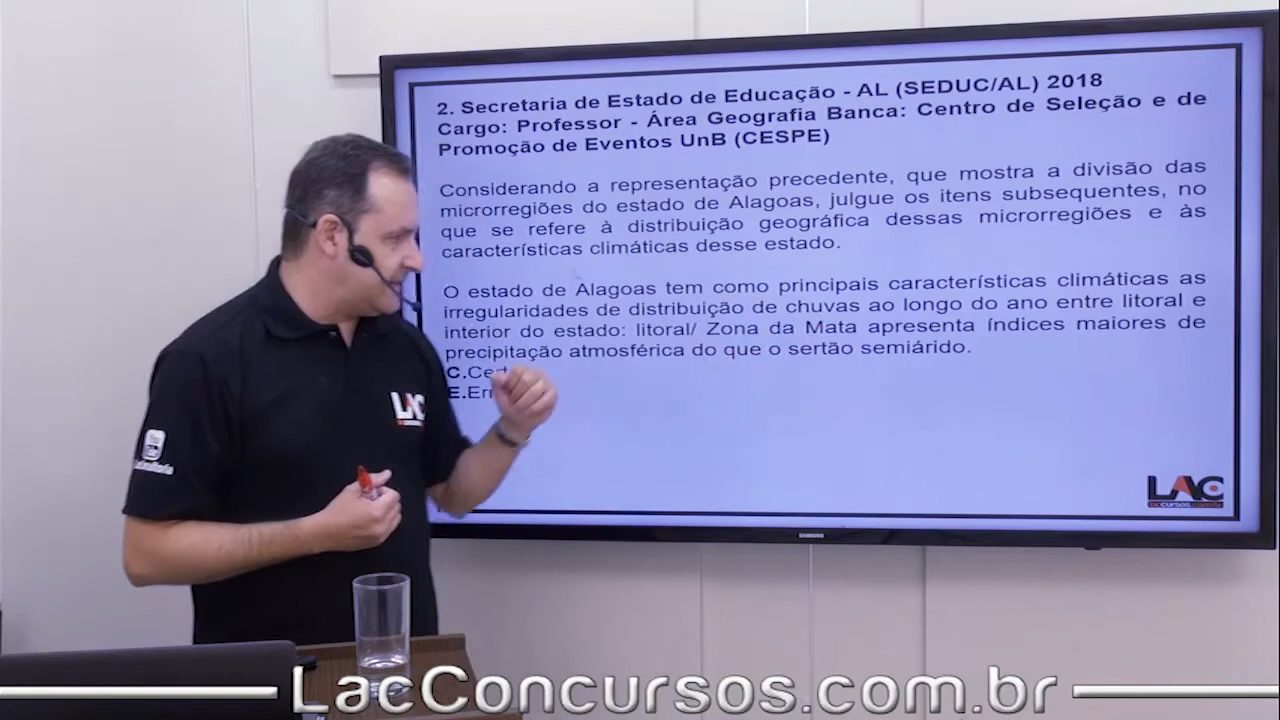 2. Secretaria de Estado de Educação - AL (SEDUC/AL) 2018
Cargo: Professor - Área Geografia Banca: Centro de Seleção e de
Promoção de Eventos UnB (CESPE)
Considerando a representação precedente, que mostra a divisão das
microrregiões do estado de Alagoas, julgue os itens subsequentes, no
que se refere à distribuição geográfica dessas microrregiões e às
características climáticas desse estado.
O estado de Alagoas tem como principais características climáticas as
irregularidades de distribuição de chuvas ao longo do ano entre litoral e
interior do estado: litoral/ Zona da Mata apresenta índices maiores de
precipitação atmosférica do que o sertão semiárido.
C.
E.
LAC
LAC
laccursos.com.br
SAMSUNG
LacConcursos.com.br